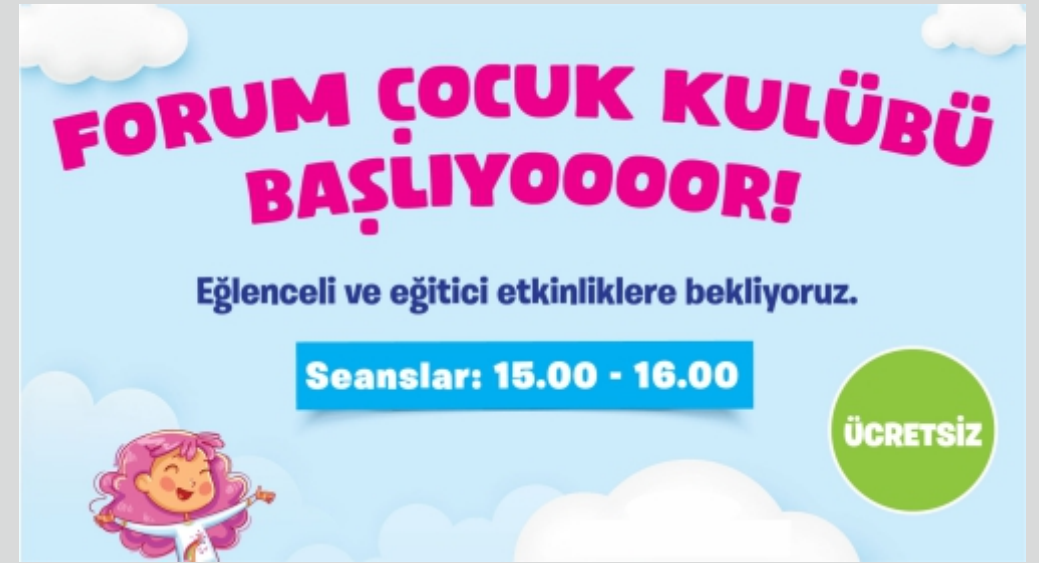 FORUM ÇOCUK KULÜBÜ
BAŞLIYOOOOR!
Eğlenceli ve eğitici etkinliklere bekliyoruz.
Seanslar: 15.00 - 16.00
ÜCRETSİZ